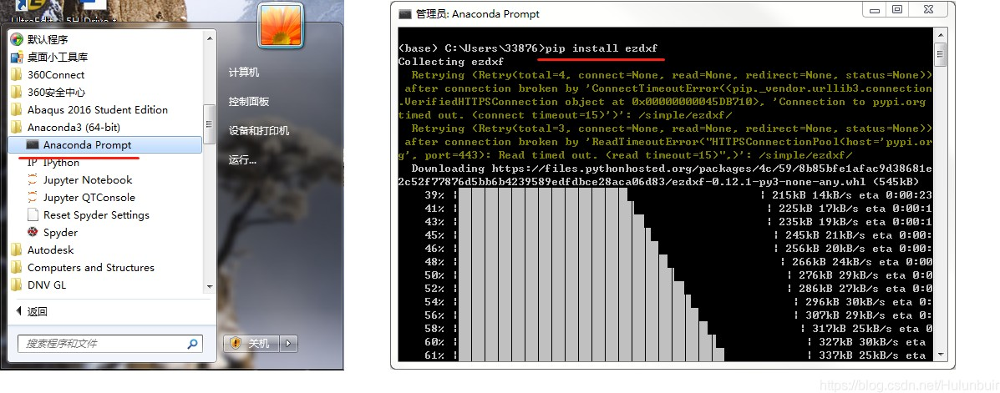 UltraEdit
5H-Drive
默认程序
桌面小工具库
360Connect
360安全中心
Abaqus 2016 Student Edition
Anaconda3 (64-bit)
Anaconda Prompt
IP IPython
Jupyter Notebook
Jupyter QTConsole
Reset Spyder Settings
Spyder
Autodesk
Computers and Structures
DNV GL
返回
搜索程序和文件
计算机
控制面板
设备和打印机
运行...
关机
管理员: Anaconda Prompt
(base) C:\Users\33876>pip install ezdxf
Collecting ezdxf
Retrying (Retry(total=4, connect=None, read=None, redirect=None, status=None))
after connection broken by 'ConnectTimeoutError(<pip._vendor.urllib3.connection
.VerifiedHTTPSConnection object at 0x00000000045DB710>, 'Connection to pypi.org
timed out. (connect timeout=15)')': /simple/ezdxf/
Retrying (Retry(total=3, connect=None, read=None, redirect=None, status=None))
after connection broken by 'ReadTimeoutError("HTTPSConnectionPool(host='pypi.or
g', port=443): Read timed out. (read timeout=15)",)': /simple/ezdxf/
Downloading https://files.pythonhosted.org/packages/4c/59/8b85bfe1afac9d38681e
2c52f77876d5bb6b4239589edfdbce28aca06d83/ezdxf-0.12.1-py3-none-any.whl (545kB)
39% | | 215kB 14kB/s eta 0:00:23
41% | | 225kB 17kB/s eta 0:00:1
43% | | 235kB 19kB/s eta 0:00:1
45% | | 245kB 21kB/s eta 0:00:
46% | | 256kB 20kB/s eta 0:00:
48% | | 266kB 24kB/s eta 0:00
50% | | 276kB 29kB/s eta 0:0
52% | | 286kB 27kB/s eta 0:0
54% | | 296kB 30kB/s eta 0:
56% | | 307kB 29kB/s eta 0:
58% | | 317kB 25kB/s eta 0
60% | | 327kB 30kB/s eta
61% | | 337kB 25kB/s eta
https://blog.csdn.net/Hulunbuir